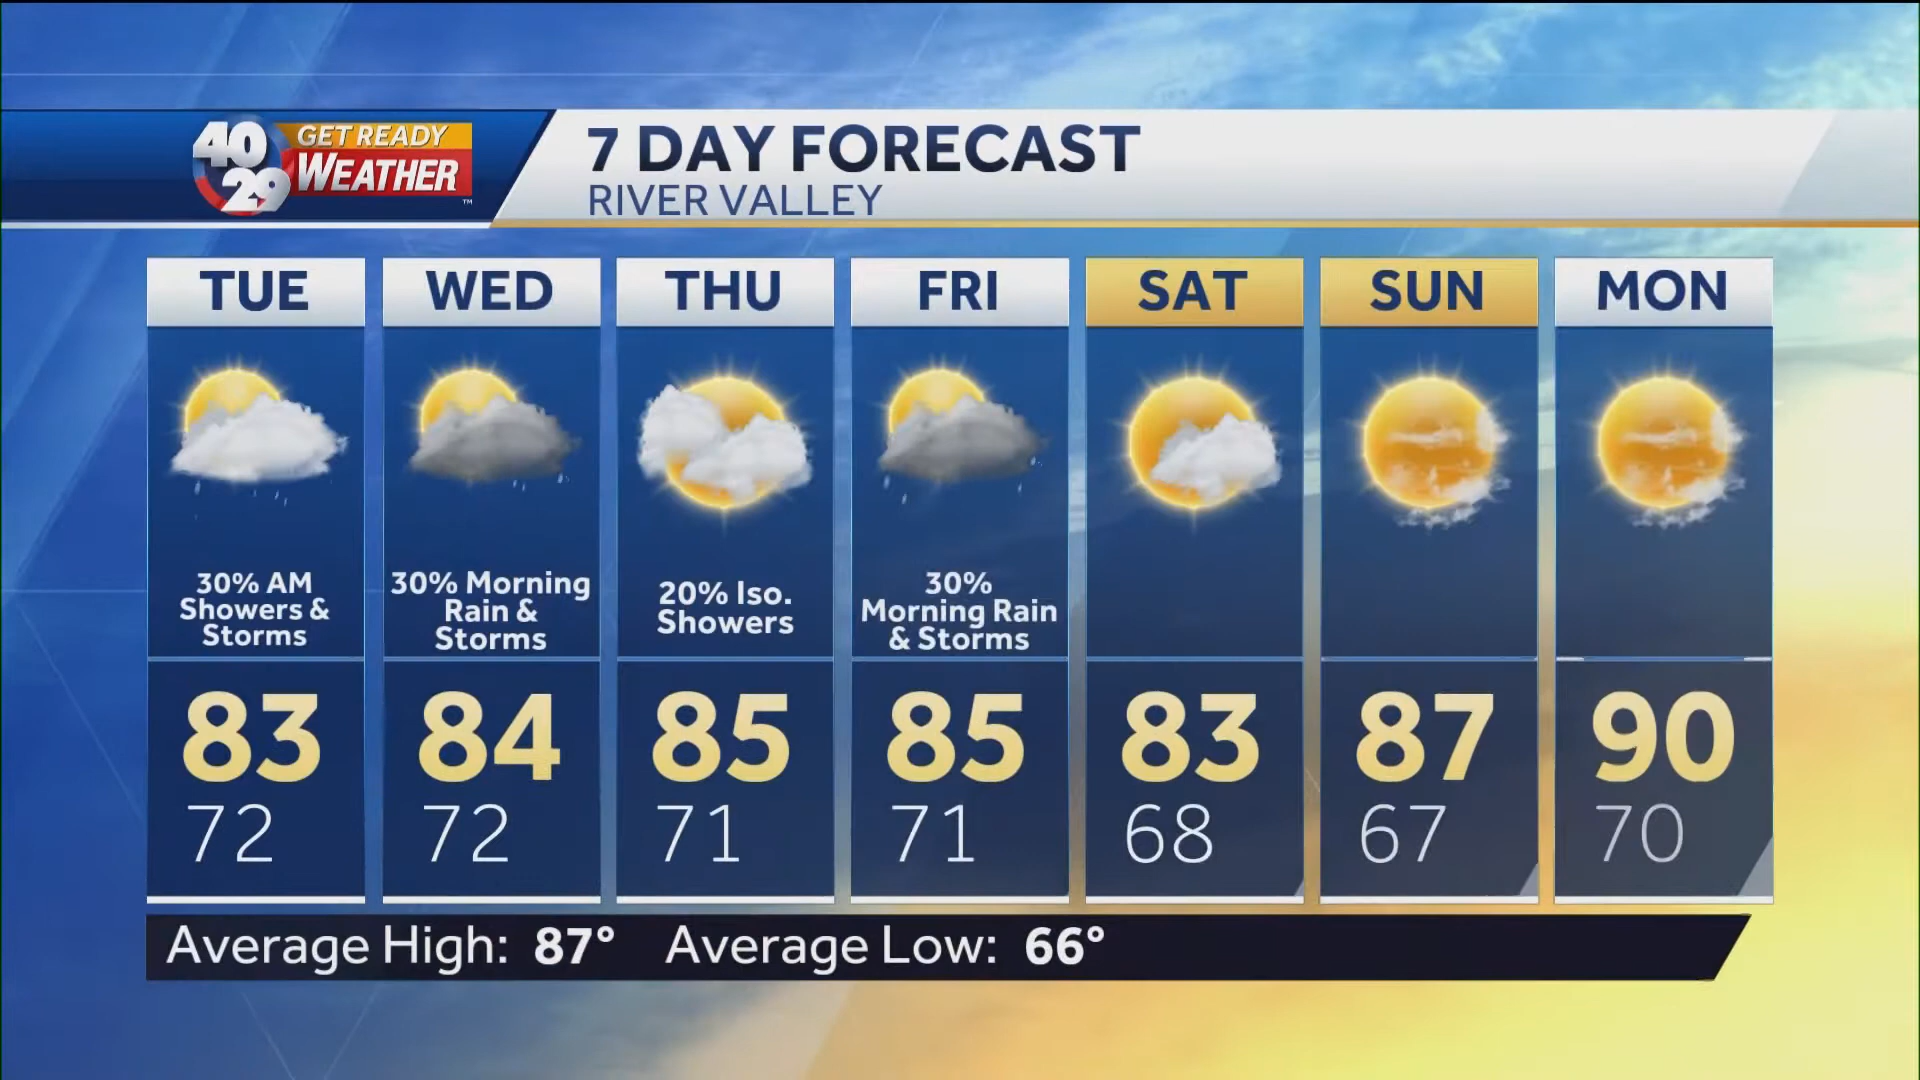 40
29
GET READY
WEATHER
™
7 DAY FORECAST
RIVER VALLEY
TUE
30% AM
Showers &
Storms
83
72
WED
30% Morning
Rain &
Storms
84
72
THU
20% Iso.
Showers
85
71
FRI
30%
Morning Rain
& Storms
85
71
SAT
83
68
SUN
87
67
MON
90
70
Average High: 87° Average Low: 66°